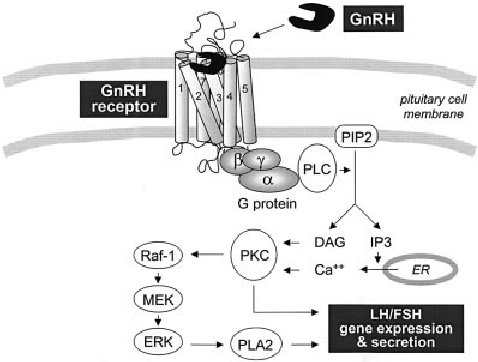 GnRH
GnRH
receptor
1
2
3
4
5
pituitary cell
membrane
PIP2
β
γ
α
PLC
G protein
DAG
IP3
Raf-1
PKC
Ca++
ER
MEK
LH/FSH
gene expression
& secretion
ERK
PLA2